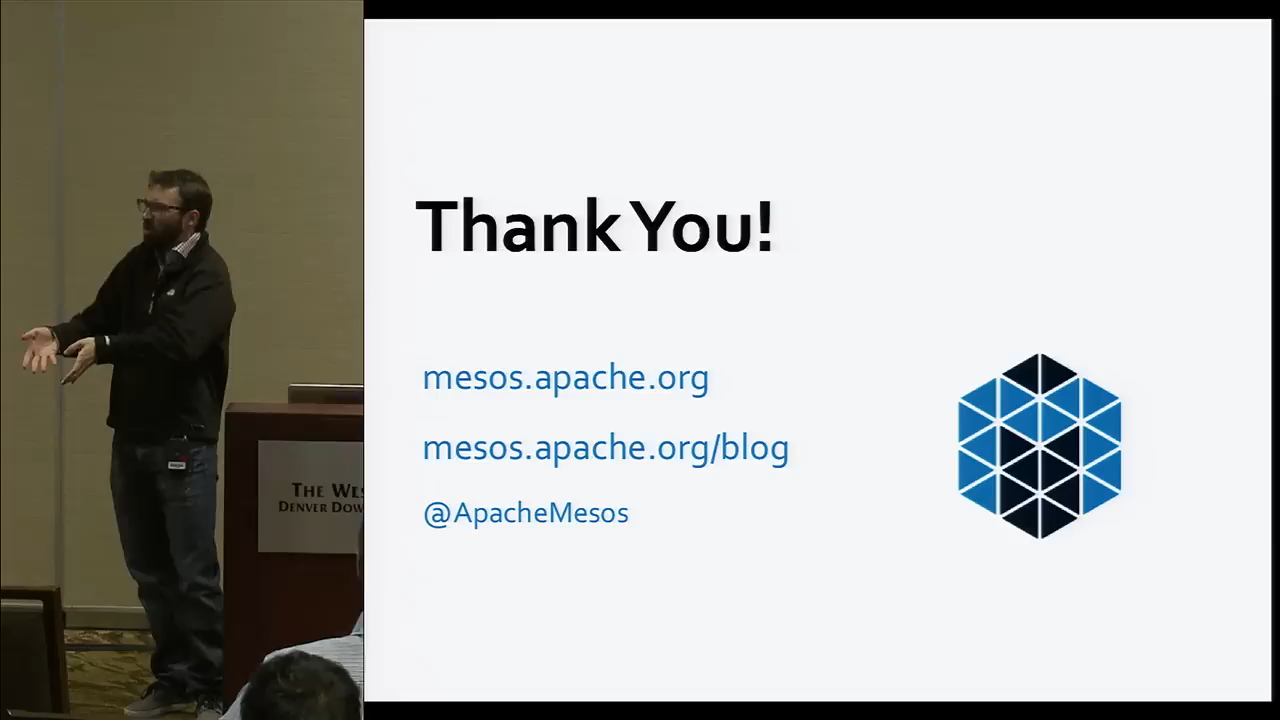 Thank You!
mesos.apache.org
mesos.apache.org/blog
@ApacheMesos
THE WES
DENVER DOW